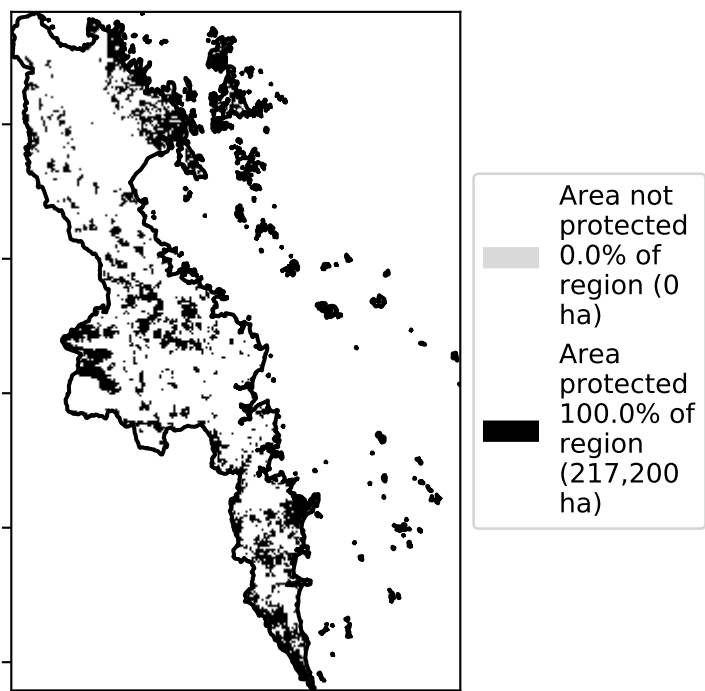 Area not
protected
0.0% of
region (0
ha)
Area
protected
100.0% of
region
(217,200
ha)